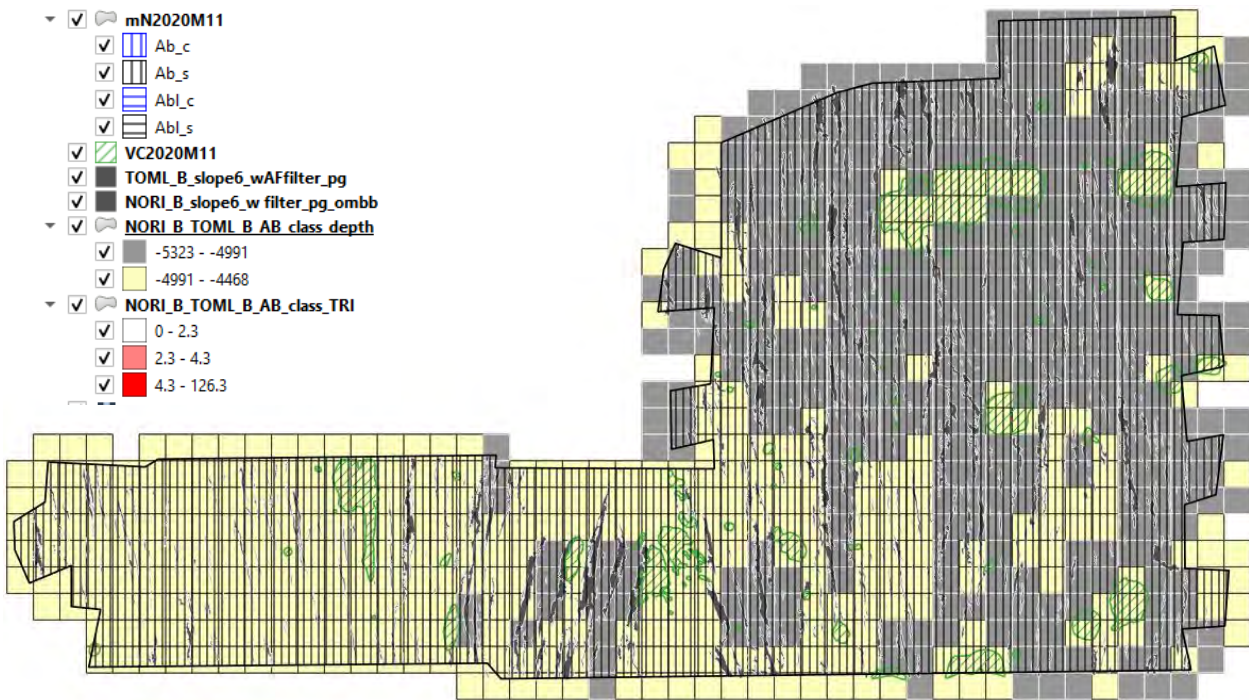 mN2020M11
Ab_c
Ab_s
Abl_c
Abl_s
VC2020M11
TOML_B_slope6_wAFfilter_pg
NORI_B_slope6_w filter_pg_ombb
NORI_B_TOML_B_AB_class_depth
-5323 - -4991
-4991 - -4468
NORI_B_TOML_B_AB_class_TRI
0 - 2.3
2.3 - 4.3
4.3 - 126.3